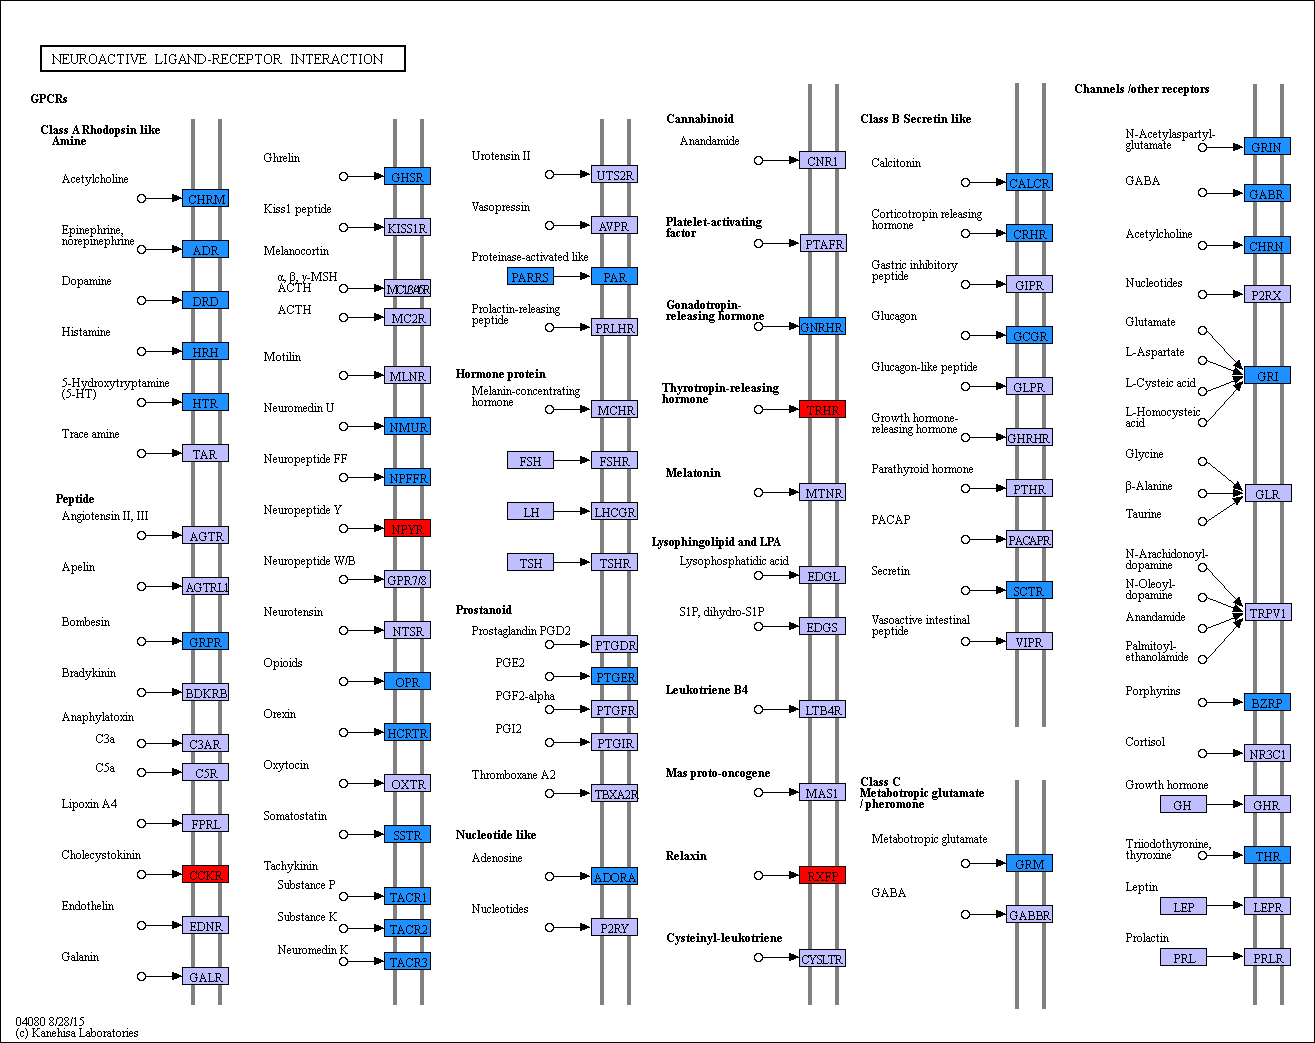 NEUROACTIVE LIGAND-RECEPTOR INTERACTION
GPCRs
Class A Rhodopsin like
Amine
Acetylcholine
CHRM
Epinephrine,
norepinephrine
ADR
Dopamine
DRD
Histamine
HRH
5-Hydroxytryptamine
(5-HT)
HTR
Trace amine
TAR
Peptide
Angiotensin II, III
AGTR
Apelin
AGTRL1
Bombesin
GRPR
Bradykinin
BDKRB
Anaphylatoxin
C3a
C3AR
C5a
C5R
Lipoxin A4
FPRL
Cholecystokinin
CCKR
Endothelin
EDNR
Galanin
GALR
Ghrelin
GHSR
Kiss1 peptide
KISS1R
Melanocortin
α, β, γ-MSH
ACTH
ACTH
MC2R
Motilin
MLNR
Neuromedin U
NMUR
Neuropeptide FF
NPFFR
Neuropeptide Y
NPYR
Neuropeptide W/B
GPR7/8
Neurotensin
NTSR
Opioids
OPR
Orexin
HCRTR
Oxytocin
OXTR
Somatostatin
SSTR
Tachykinin
Substance P
TACR1
Substance K
TACR2
Neuromedin K
TACR3
Urotensin II
UTS2R
Vasopressin
AVPR
Proteinase-activated like
PARRS
PAR
Prolactin-releasing
peptide
PRLHR
Hormone protein
Melanin-concentrating
hormone
MCHR
FSH
FSHR
LH
LHCGR
TSH
TSHR
Prostanoid
Prostaglandin PGD2
PTGDR
PGE2
PTGER
PGF2-alpha
PTGFR
PGI2
PTGIR
Thromboxane A2
TBXA2R
Nucleotide like
Adenosine
ADORA
Nucleotides
P2RY
Cannabinoid
Anandamide
CNR1
Platelet-activating
factor
PTAFR
Gonadotropin-
releasing hormone
GNRHR
Thyrotropin-releasing
hormone
TRHR
Melatonin
MTNR
Lysophingolipid and LPA
Lysophosphatidic acid
EDGL
S1P, dihydro-S1P
EDGS
Leukotriene B4
LTB4R
Mas proto-oncogene
MAS1
Relaxin
RXFP
Cysteinyl-leukotriene
CYSLTR
Class B Secretin like
Calcitonin
CALCR
Corticotropin releasing
hormone
CRHR
Gastric inhibitory
peptide
GIPR
Glucagon
GCGR
Glucagon-like peptide
GLPR
Growth hormone-
releasing hormone
GHRHR
Parathyroid hormone
PTHR
PACAP
PACAPR
Secretin
SCTR
Vasoactive intestinal
peptide
VIPR
Class C
Metabotropic glutamate
/ pheromone
Metabotropic glutamate
GRM
GABA
GABBR
Channels /other receptors
N-Acetylaspartyl-
glutamate
GRIN
GABA
GABR
Acetylcholine
CHRN
Nucleotides
P2RX
Glutamate
L-Aspartate
GRI
L-Cysteic acid
L-Homocysteic
acid
Glycine
β-Alanine
GLR
Taurine
N-Arachidonoyl-
dopamine
N-Oleoyl-
dopamine
TRPV1
Anandamide
Palmitoyl-
ethanolamide
Porphyrins
BZRP
Cortisol
NR3C1
Growth hormone
GH
GHR
Triiodothyronine,
thyroxine
THR
Leptin
LEP
LEPR
Prolactin
PRL
PRLR
04080 8/28/15
(c) Kanehisa Laboratories